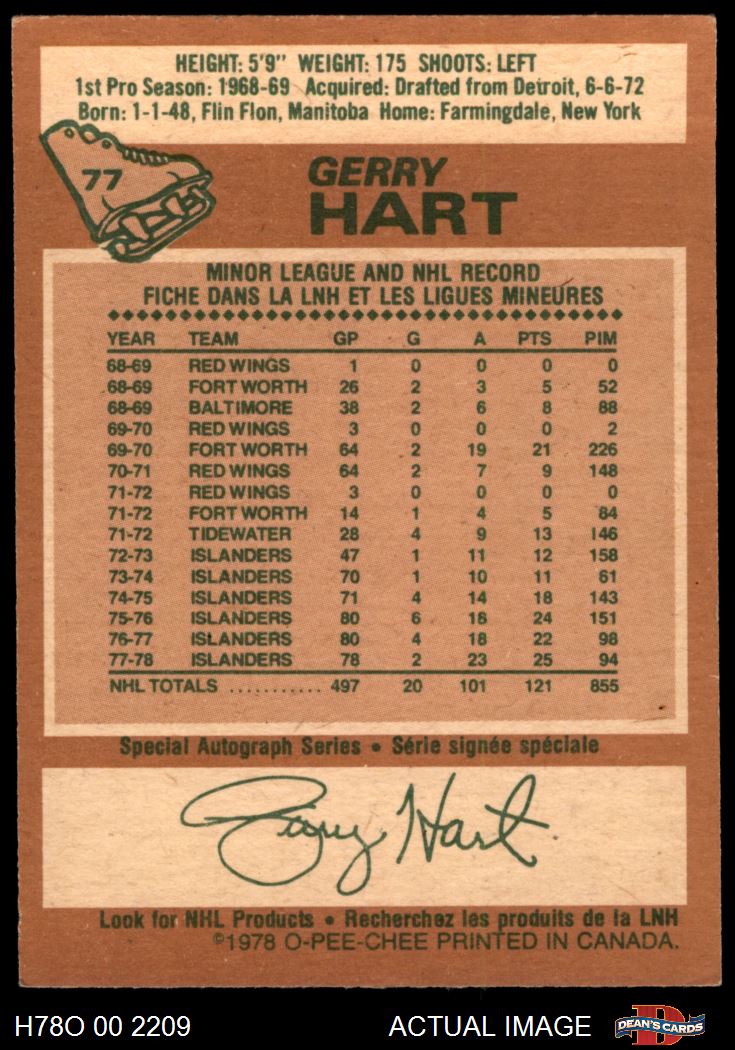 HEIGHT: 5'9" WEIGHT: 175 SHOOTS: LEFT
1st Pro Season: 1968-69 Acquired: Drafted from Detroit, 6-6-72
Born: 1-1-48, Flin Flon, Manitoba Home: Farmingdale, New York
77
GERRY
HART
MINOR LEAGUE AND NHL RECORD
FICHE DANS LA LNH ET LES LIGUES MINEURES
YEAR TEAM GP G A PTS PIM
68-69 RED WINGS 1 0 0 0 0
68-69 FORT WORTH 26 2 3 5 52
68-69 BALTIMORE 38 2 6 8 88
69-70 RED WINGS 3 0 0 0 2
69-70 FORT WORTH 64 2 19 21 226
70-71 RED WINGS 64 2 7 9 148
71-72 RED WINGS 3 0 0 0 0
71-72 FORT WORTH 14 1 4 5 84
71-72 TIDEWATER 28 4 9 13 146
72-73 ISLANDERS 47 1 11 12 158
73-74 ISLANDERS 70 1 10 11 61
74-75 ISLANDERS 71 4 14 18 143
75-76 ISLANDERS 80 6 18 24 151
76-77 ISLANDERS 80 4 18 22 98
77-78 ISLANDERS 78 2 23 25 94
NHL TOTALS ........... 497 20 101 121 855
Special Autograph Series • Série signée spéciale
Gerry Hart
Look for NHL Products • Recherchez les produits de la LNH
©1978 O-PEE-CHEE PRINTED IN CANADA.
H78O 00 2209 ACTUAL IMAGE DEAN'S CARDS